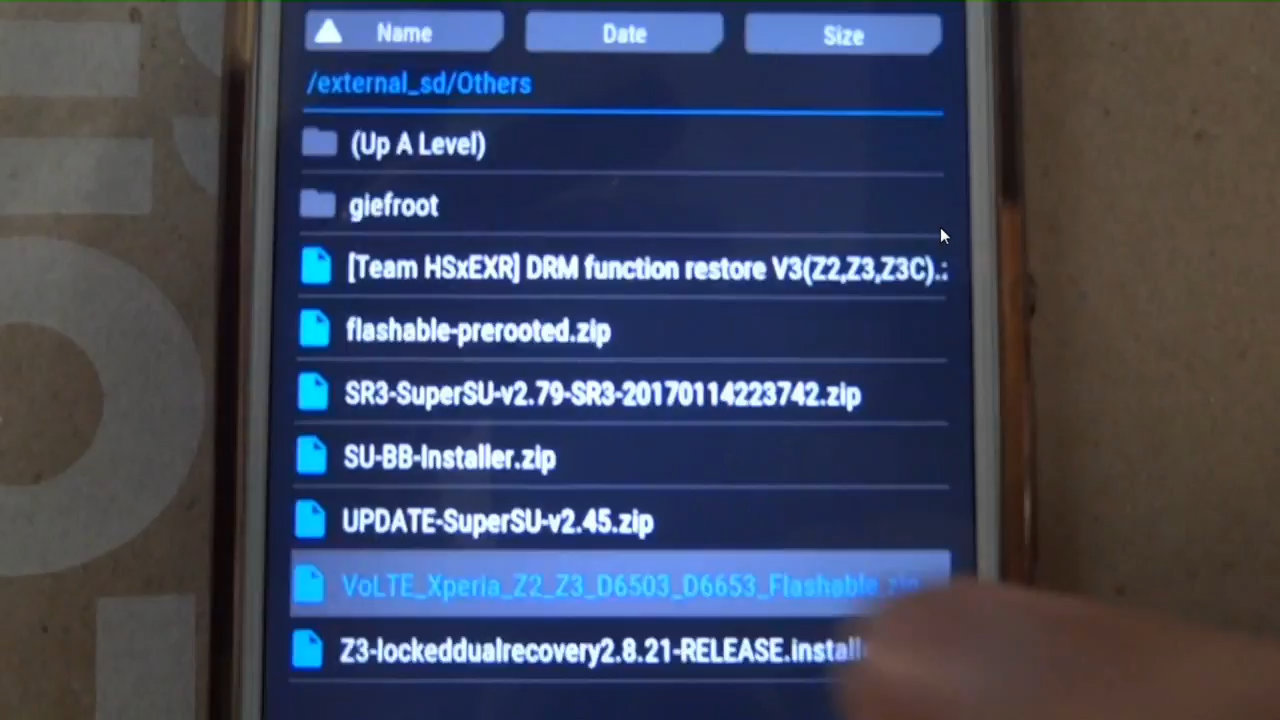 Name Date Size
/external_sd/Others
(Up A Level)
giefroot
[Team HSxEXR] DRM function restore V3(Z2,Z3,Z3C).:
flashable-prerooted.zip
SR3-SuperSU-v2.79-SR3-20170114223742.zip
SU-BB-Installer.zip
UPDATE-SuperSU-v2.45.zip
VoLTE_Xperia_Z2_Z3_D6503_D6653_Flashable.zip
Z3-lockeddualrecovery2.8.21-RELEASE.install